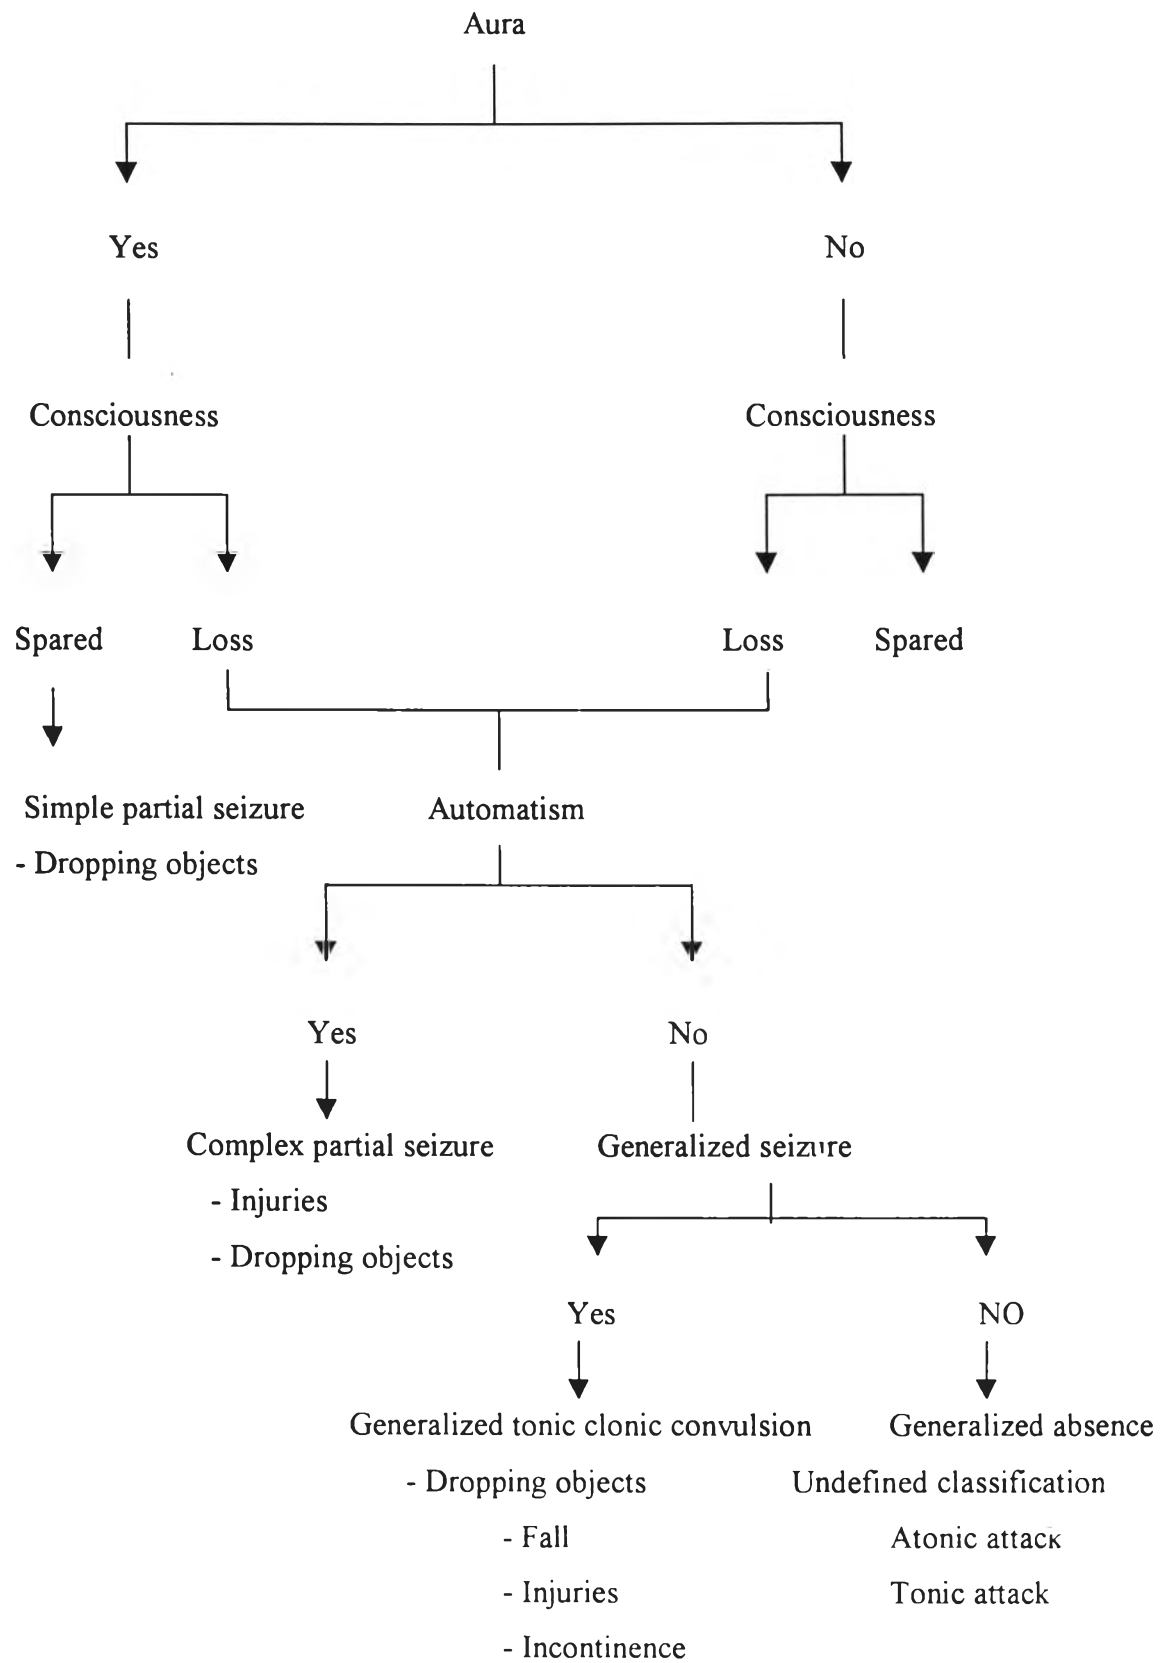 Aura
Yes No
Consciousness Consciousness
Spared Loss Loss Spared
Simple partial seizure Automatism
- Dropping objects
Yes No
Complex partial seizure Generalized seizure
- Injuries
- Dropping objects
Yes NO
Generalized tonic clonic convulsion Generalized absence
- Dropping objects Undefined classification
- Fall Atonic attack
- Injuries Tonic attack
- Incontinence